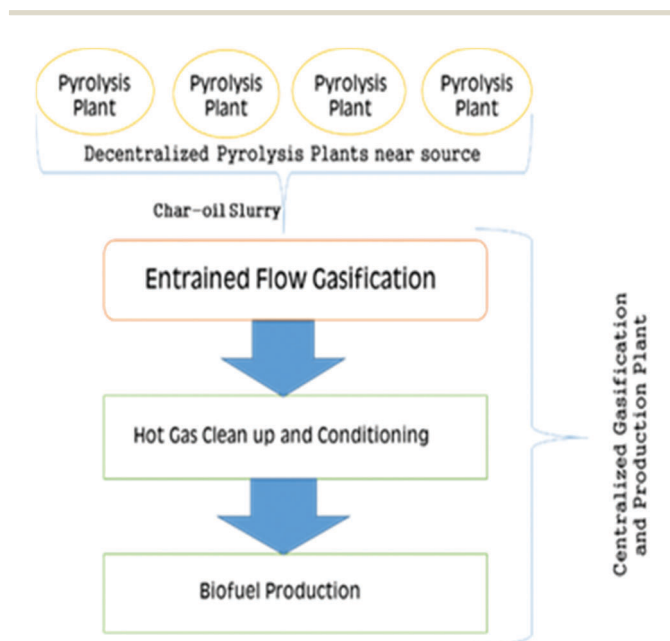 Pyrolysis
Plant
Pyrolysis
Plant
Pyrolysis
Plant
Pyrolysis
Plant
Decentralized Pyrolysis Plants near source
Char-oil Slurry
Entrained Flow Gasification
Hot Gas Clean up and Conditioning
Biofuel Production
Centralized Gasification
and Production Plant